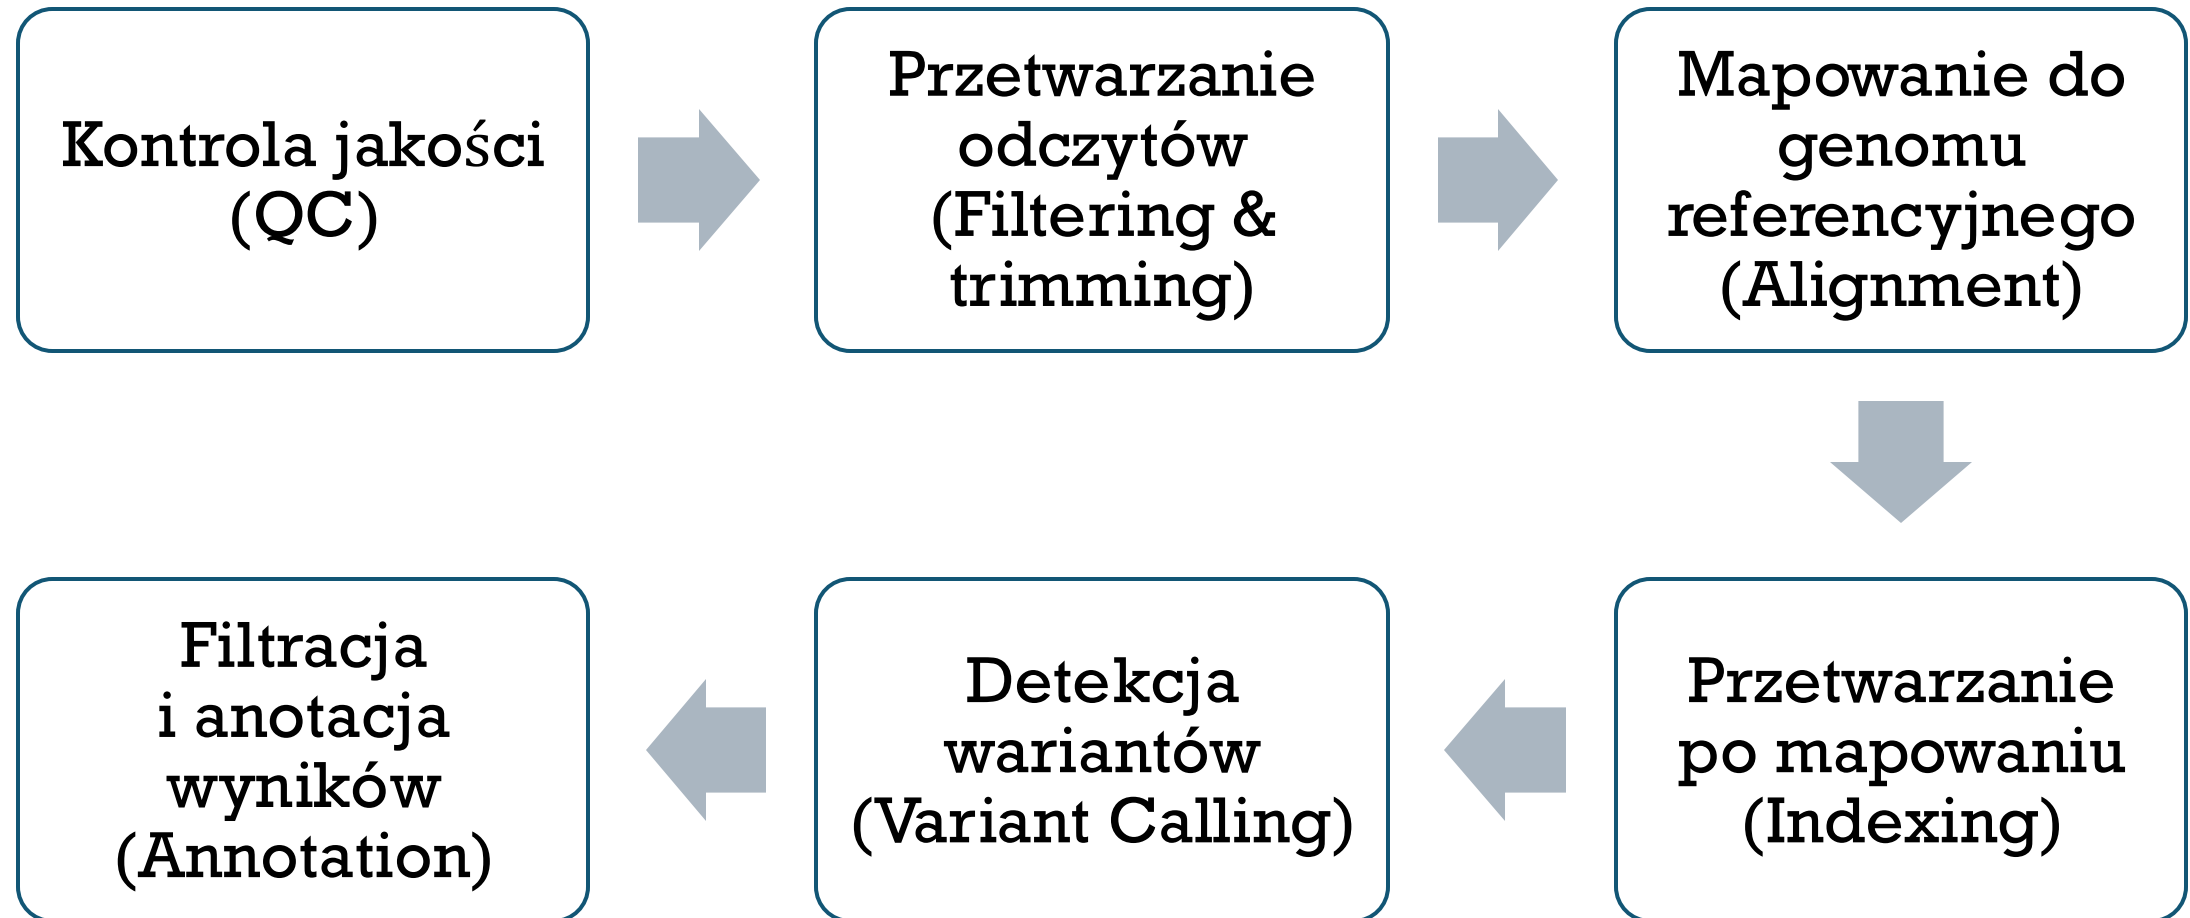 Kontrola jakości
(QC)
Przetwarzanie
odczytów
(Filtering &
trimming)
Mapowanie do
genomu
referencyjnego
(Alignment)
Przetwarzanie
po mapowaniu
(Indexing)
Detekcja
wariantów
(Variant Calling)
Filtracja
i anotacja
wyników
(Annotation)